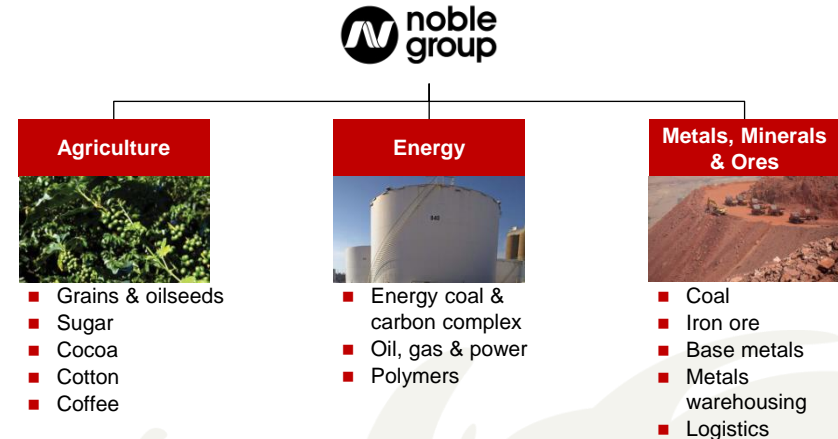 noble
group
Agriculture
Grains & oilseeds
Sugar
Cocoa
Cotton
Coffee
Energy
Energy coal &
carbon complex
Oil, gas & power
Polymers
Metals, Minerals
& Ores
Coal
Iron ore
Base metals
Metals
warehousing
Logistics